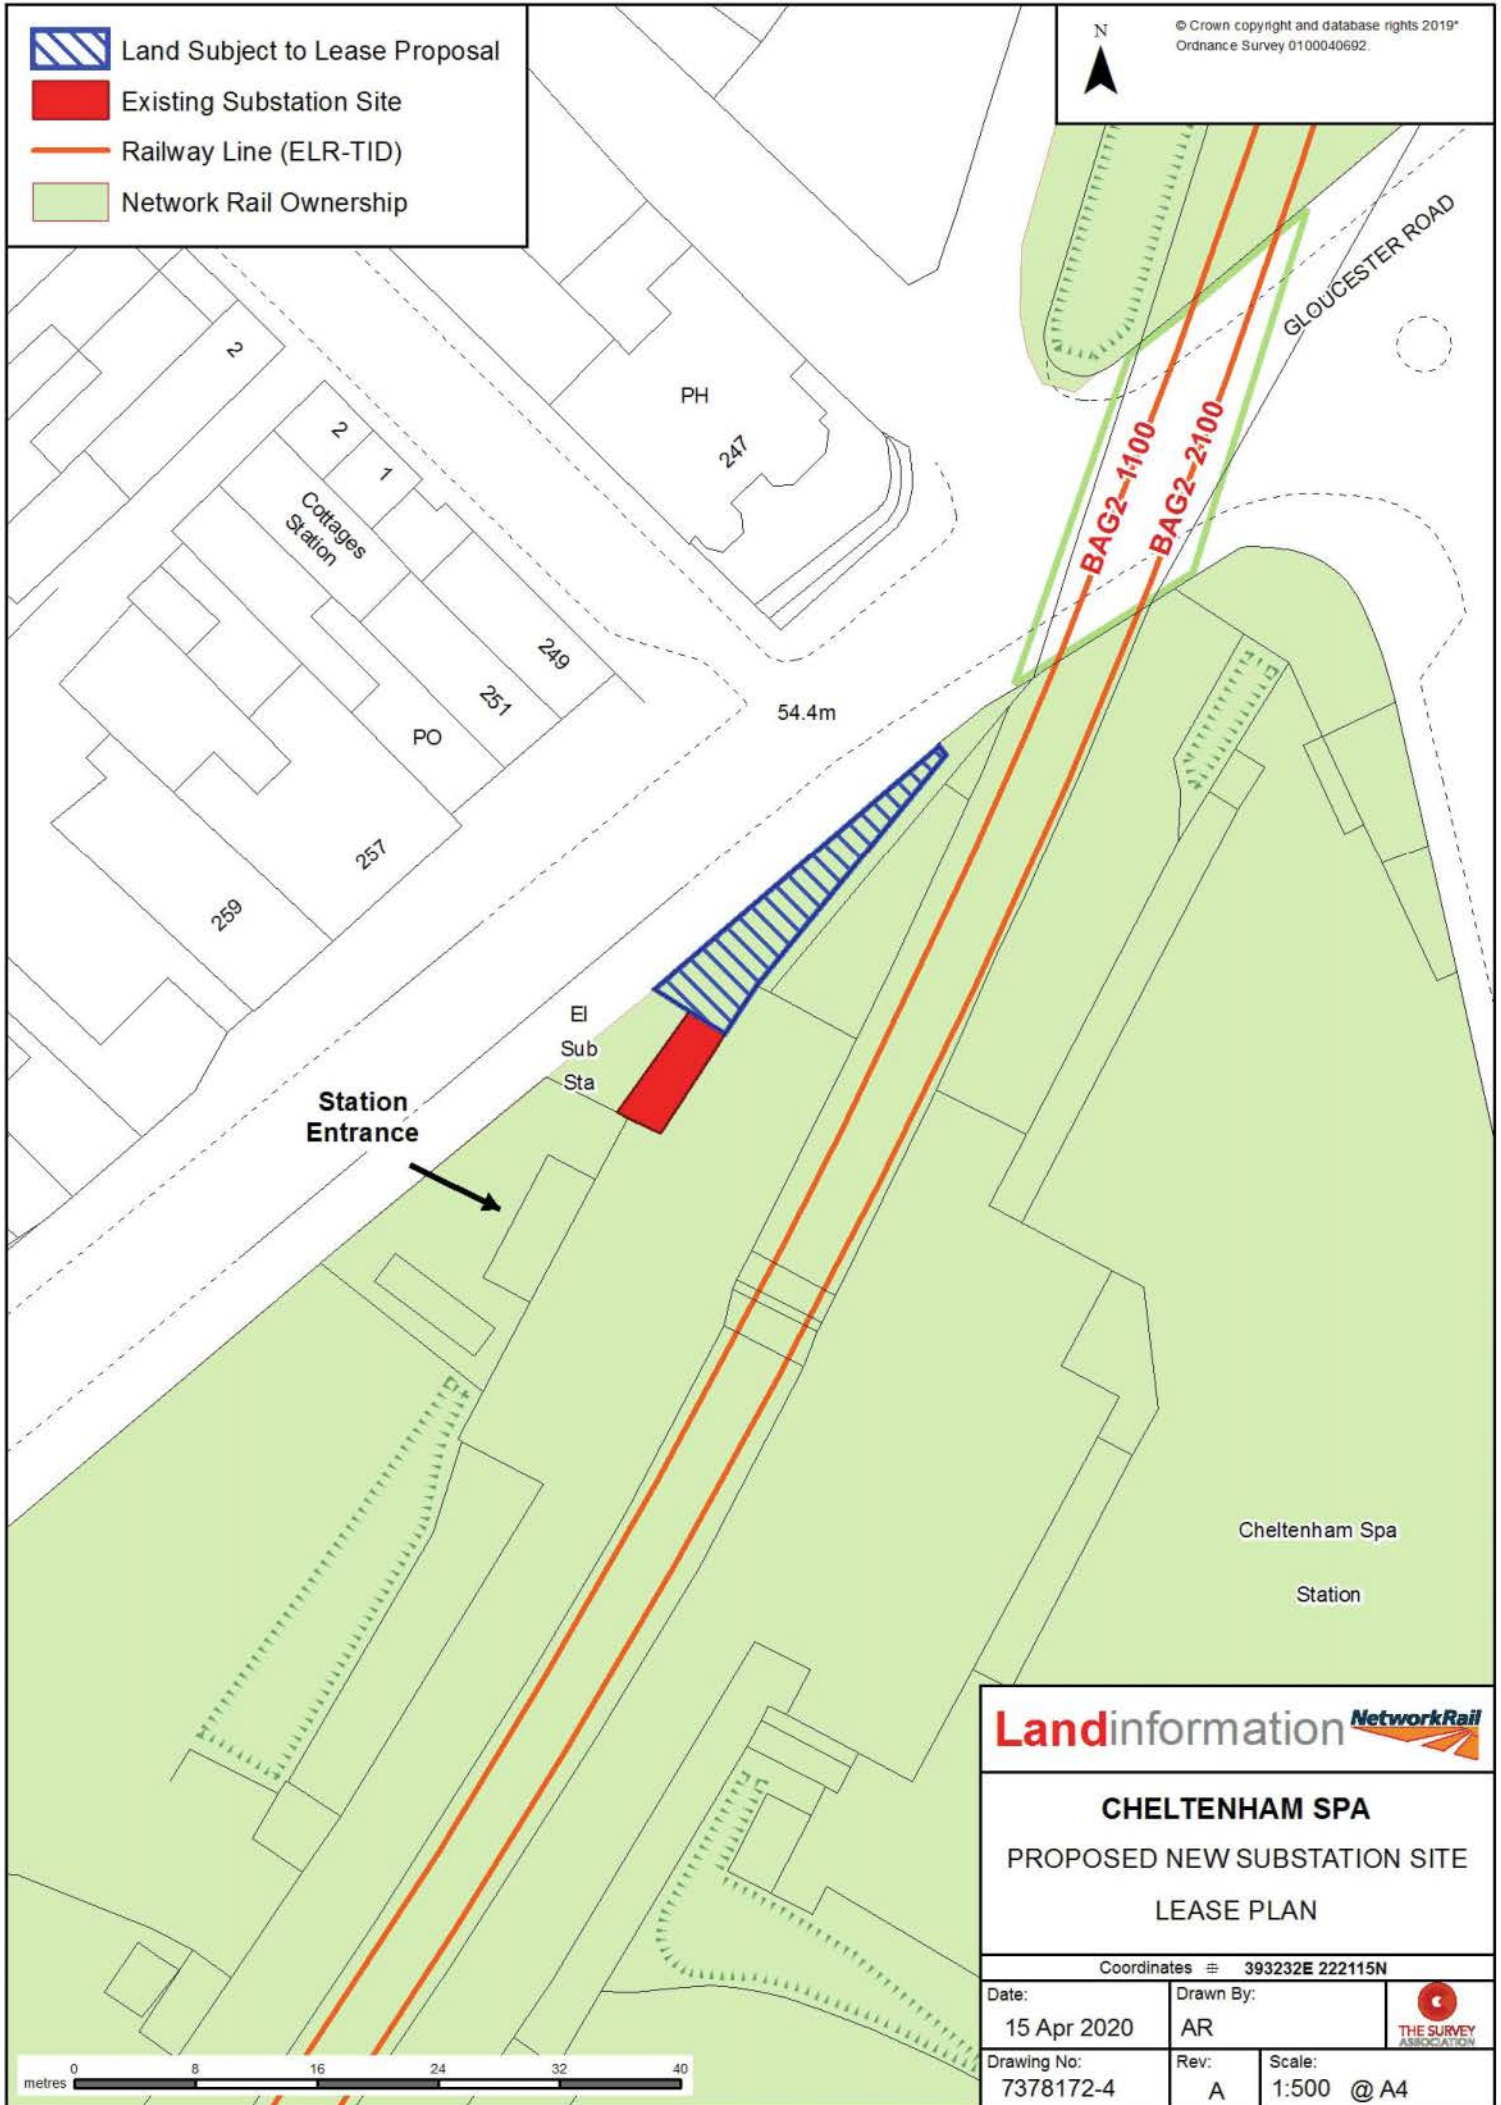 Land Subject to Lease Proposal
Existing Substation Site
Railway Line (ELR-TID)
Network Rail Ownership
N
© Crown copyright and database rights 2019*
Ordnance Survey 0100040692.
GLOUCESTER ROAD
2
PH
247
2
1
Cottages
Station
BAG2-1100
BAG2-2100
249
251
PO
54.4m
257
259
El
Sub
Sta
Station
Entrance
Cheltenham Spa
Station
Landinformation
NetworkRail
CHELTENHAM SPA
PROPOSED NEW SUBSTATION SITE
LEASE PLAN
Coordinates 393232E 222115N
Date:
15 Apr 2020
Drawn By:
AR
THE SURVEY
ASSOCIATION
Drawing No:
7378172-4
Rev:
A
Scale:
1:500 @ A4
0 8 16 24 32 40
metres